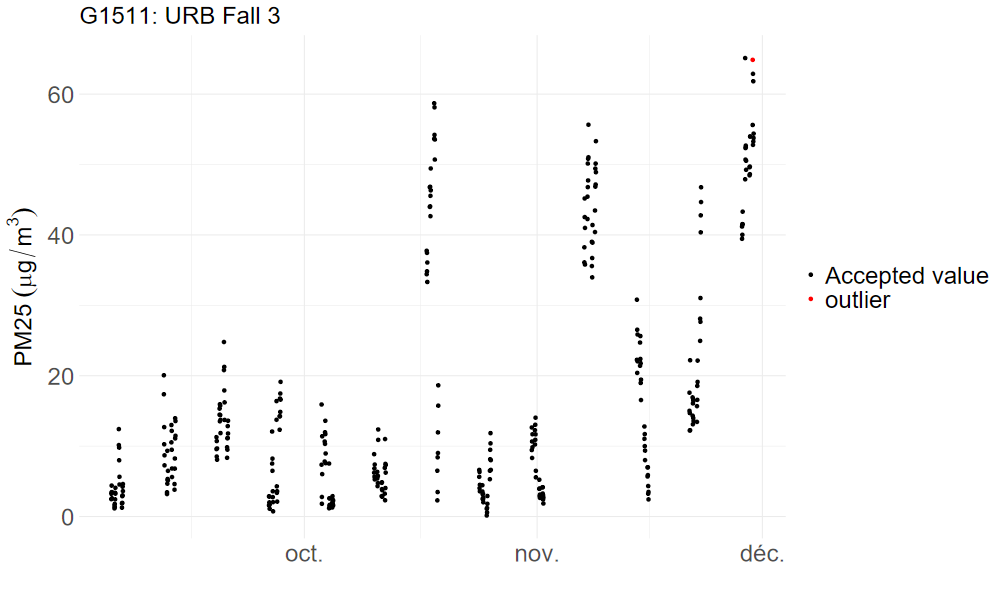 G1511: URB Fall 3
PM25 (μg/m³)
60
40
20
0
oct.
nov.
déc.
Accepted value
outlier